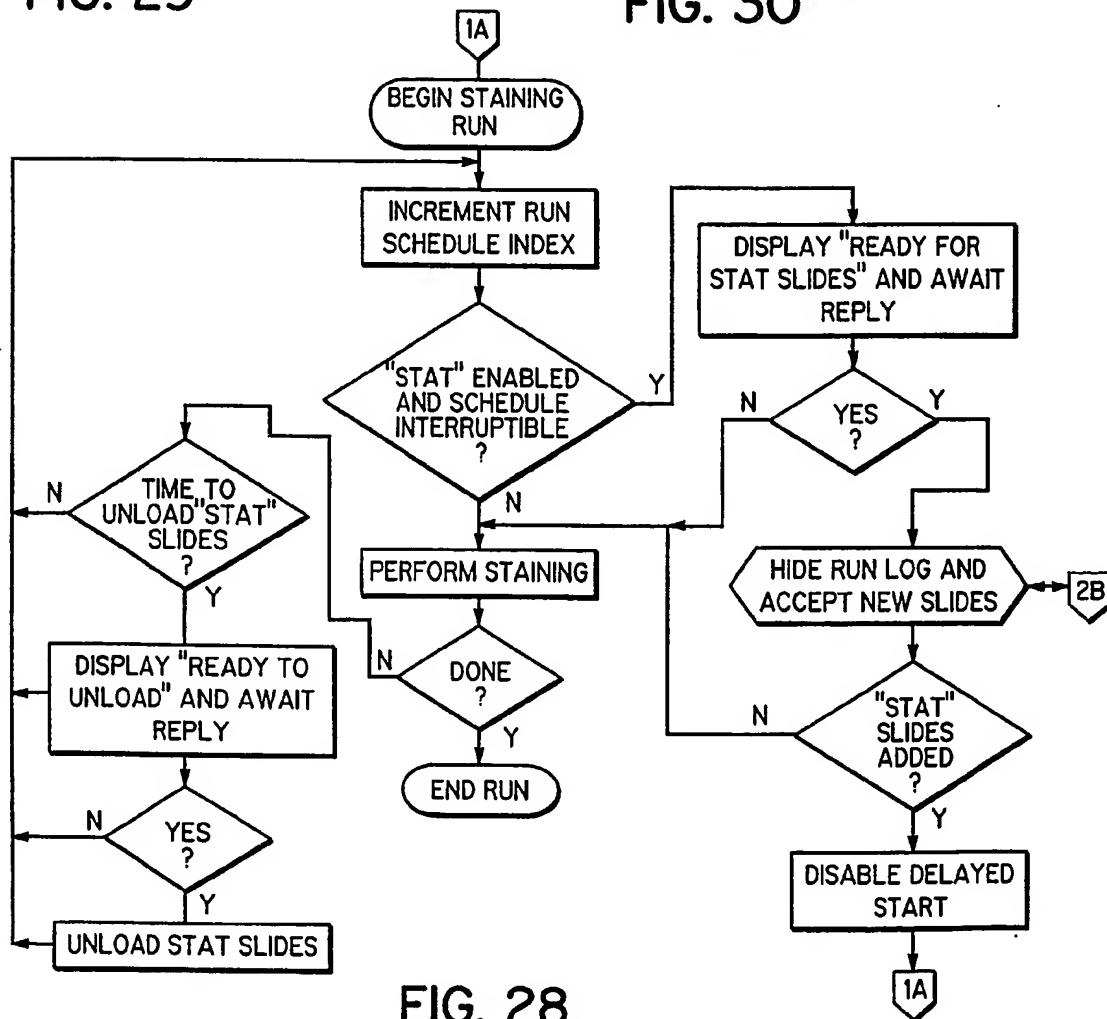 FIG. 30
1A
BEGIN STAINING
RUN
INCREMENT RUN
SCHEDULE INDEX
"STAT" ENABLED
AND SCHEDULE
INTERRUPTIBLE
?
Y
N
DISPLAY "READY FOR
STAT SLIDES" AND AWAIT
REPLY
N
YES
?
Y
HIDE RUN LOG AND
ACCEPT NEW SLIDES
2B
"STAT"
SLIDES
ADDED
?
N
Y
DISABLE DELAYED
START
1A
PERFORM STAINING
DONE
?
N
Y
END RUN
TIME TO
UNLOAD "STAT"
SLIDES
?
N
Y
DISPLAY "READY TO
UNLOAD" AND AWAIT
REPLY
N
YES
?
Y
UNLOAD STAT SLIDES
FIG. 28